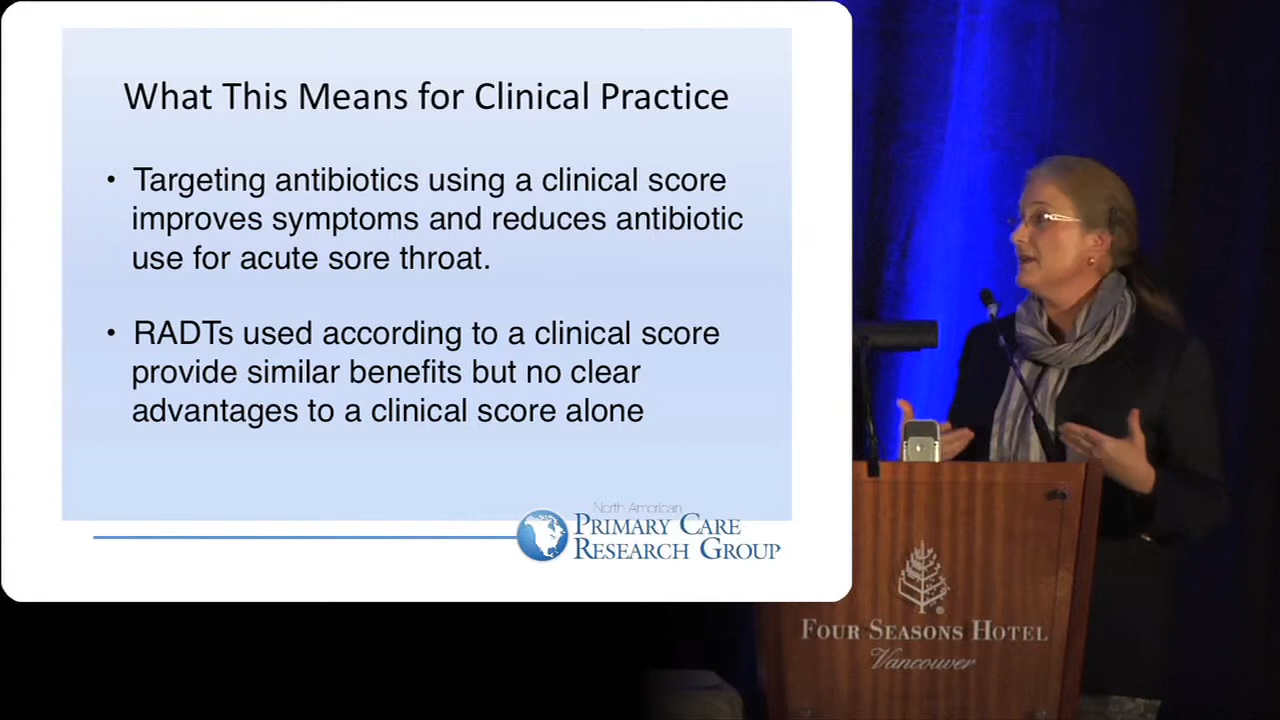 What This Means for Clinical Practice
• Targeting antibiotics using a clinical score
improves symptoms and reduces antibiotic
use for acute sore throat.
• RADTs used according to a clinical score
provide similar benefits but no clear
advantages to a clinical score alone
North American
PRIMARY CARE
RESEARCH GROUP
FOUR SEASONS HOTEL
Vancouver